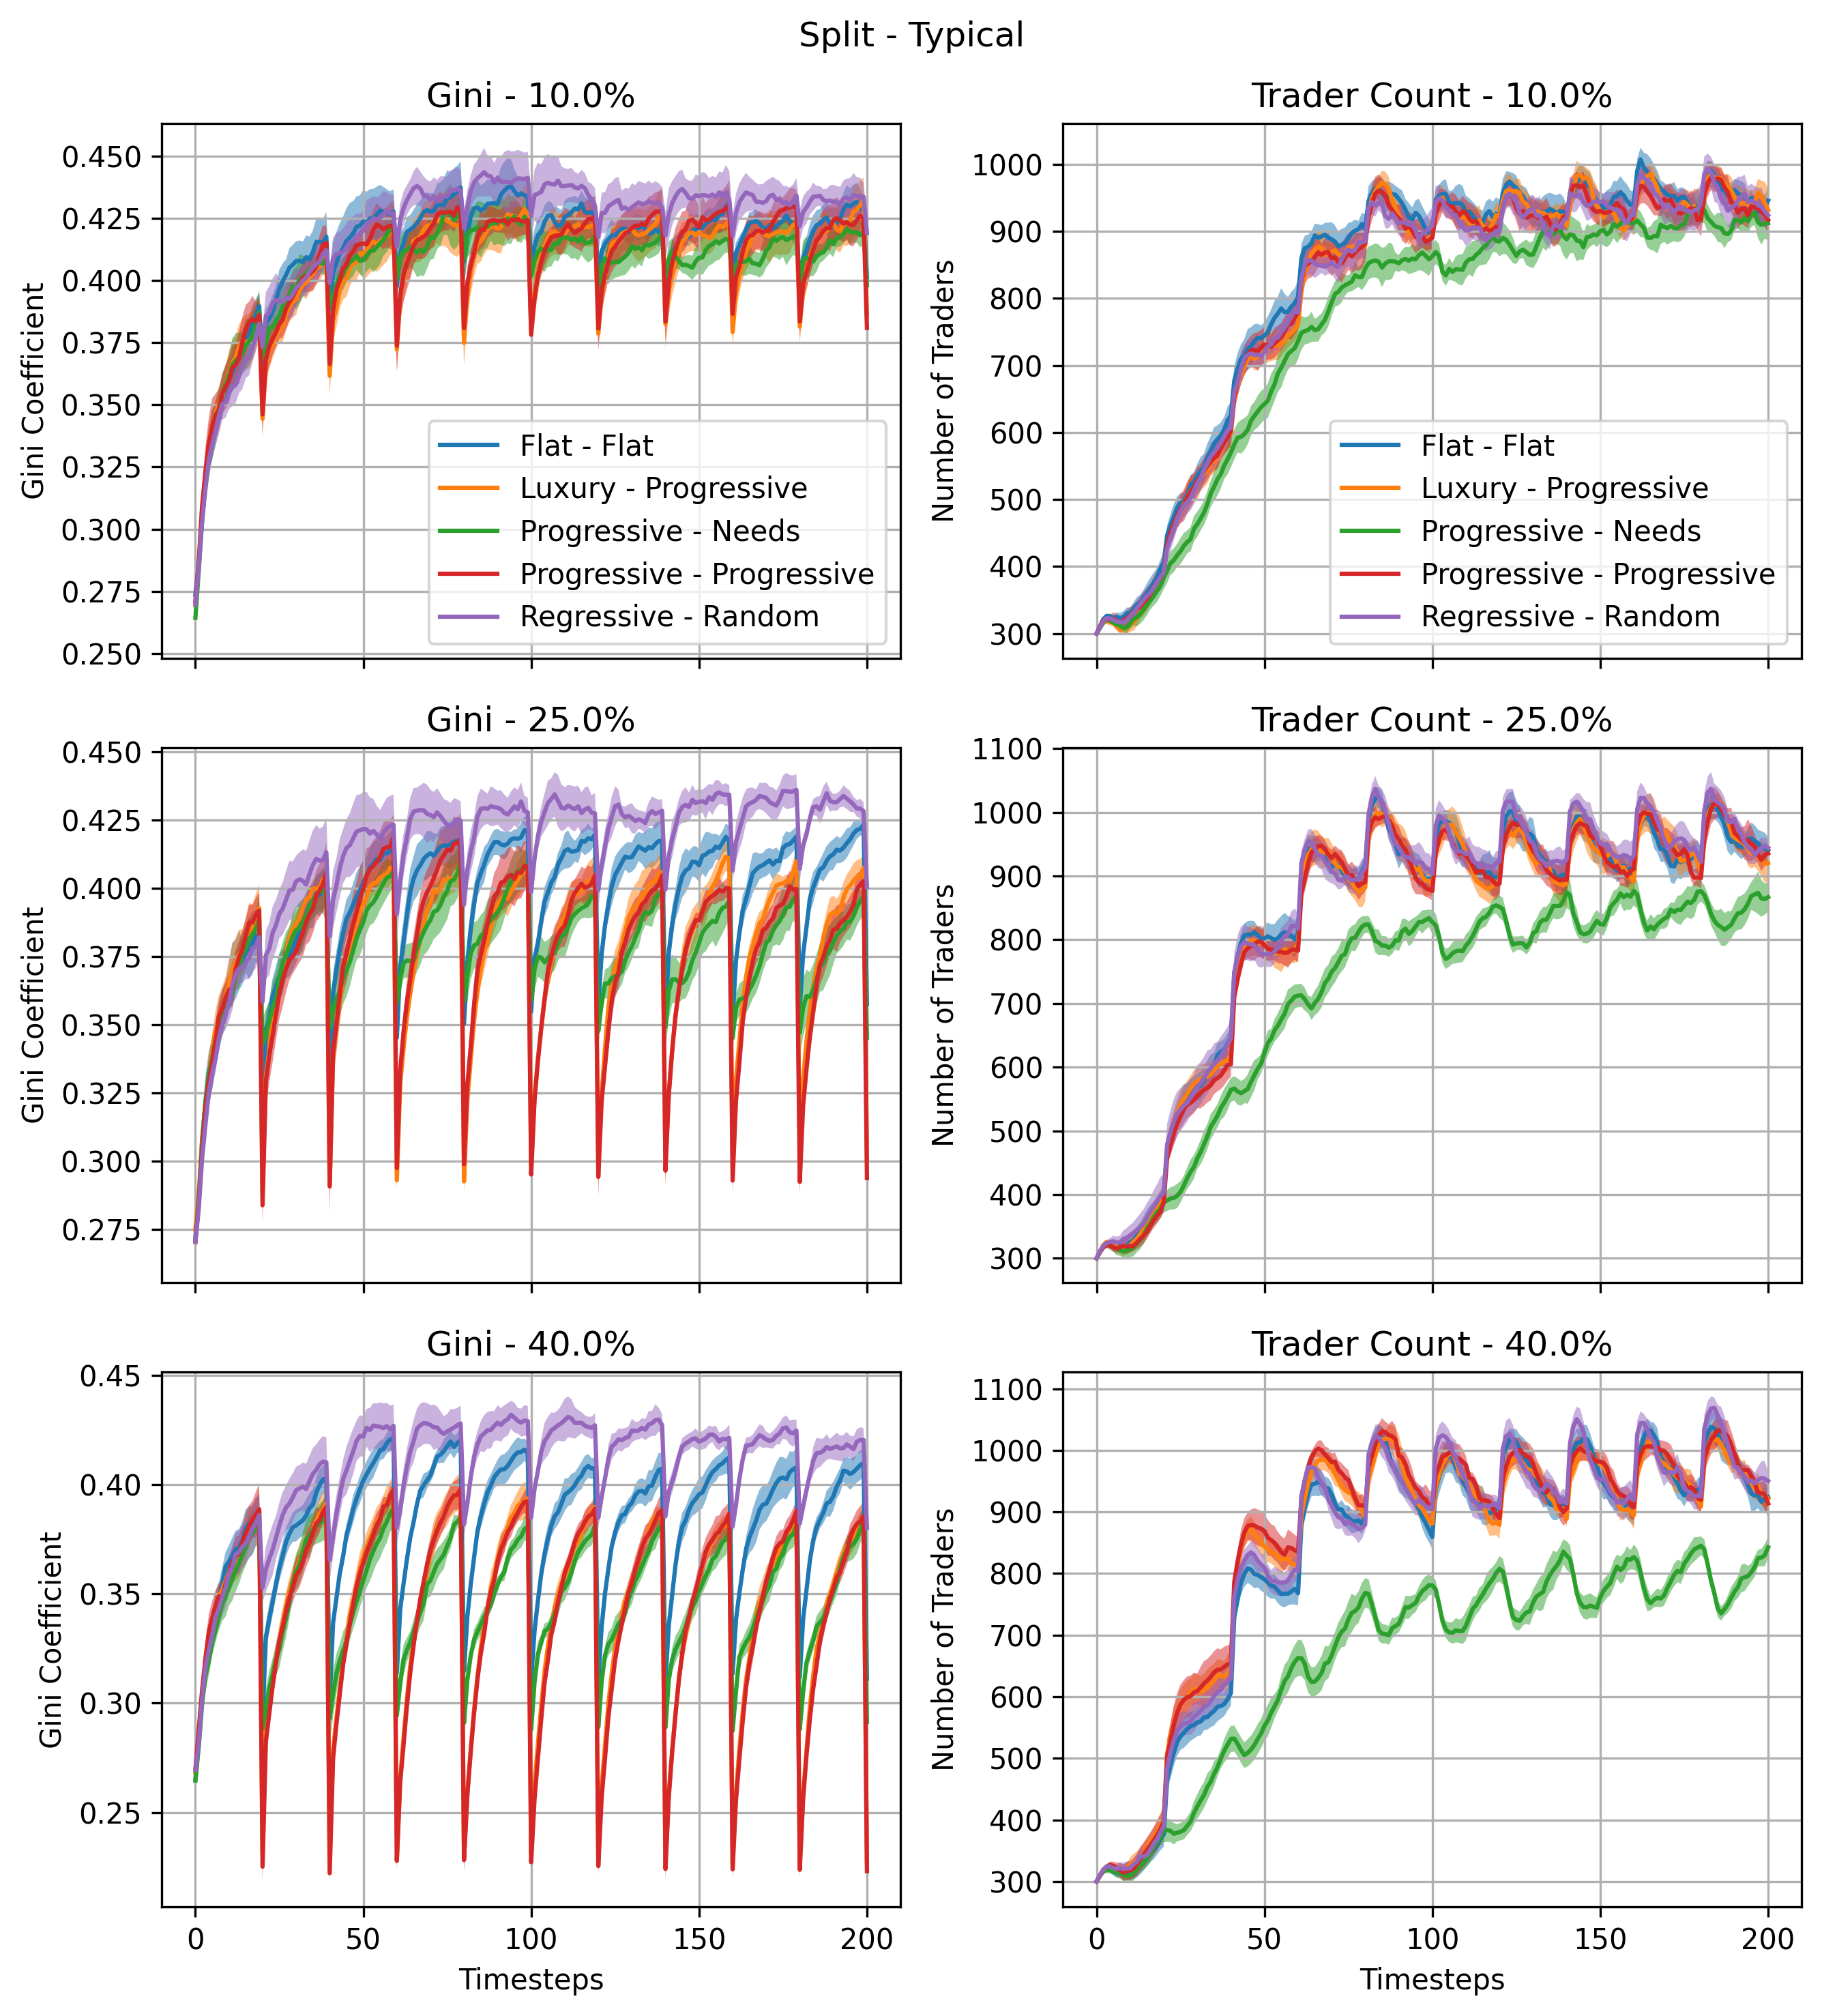 Split - Typical
Gini - 10.0%
Gini Coefficient
0.450
0.425
0.400
0.375
0.350
0.325
0.300
0.275
0.250
Flat - Flat
Luxury - Progressive
Progressive - Needs
Progressive - Progressive
Regressive - Random
Trader Count - 10.0%
Number of Traders
1000
900
800
700
600
500
400
300
Flat - Flat
Luxury - Progressive
Progressive - Needs
Progressive - Progressive
Regressive - Random
Gini - 25.0%
Gini Coefficient
0.450
0.425
0.400
0.375
0.350
0.325
0.300
0.275
Trader Count - 25.0%
Number of Traders
1100
1000
900
800
700
600
500
400
300
Gini - 40.0%
Gini Coefficient
0.45
0.40
0.35
0.30
0.25
0 50 100 150 200
Timesteps
Trader Count - 40.0%
Number of Traders
1100
1000
900
800
700
600
500
400
300
0 50 100 150 200
Timesteps